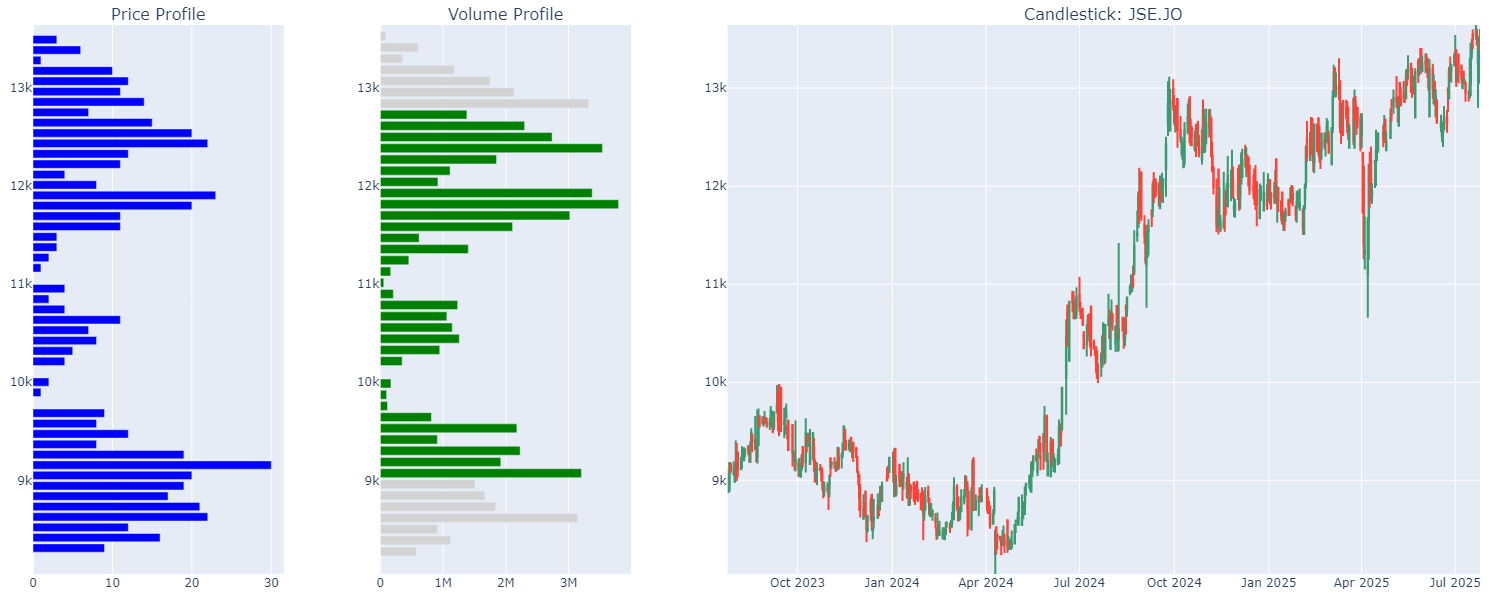 Price Profile
13k
12k
11k
10k
9k
0
10
20
30
Volume Profile
13k
12k
11k
10k
9k
0
1M
2M
3M
Candlestick: JSE.JO
13k
12k
11k
10k
9k
Oct 2023
Jan 2024
Apr 2024
Jul 2024
Oct 2024
Jan 2025
Apr 2025
Jul 2025